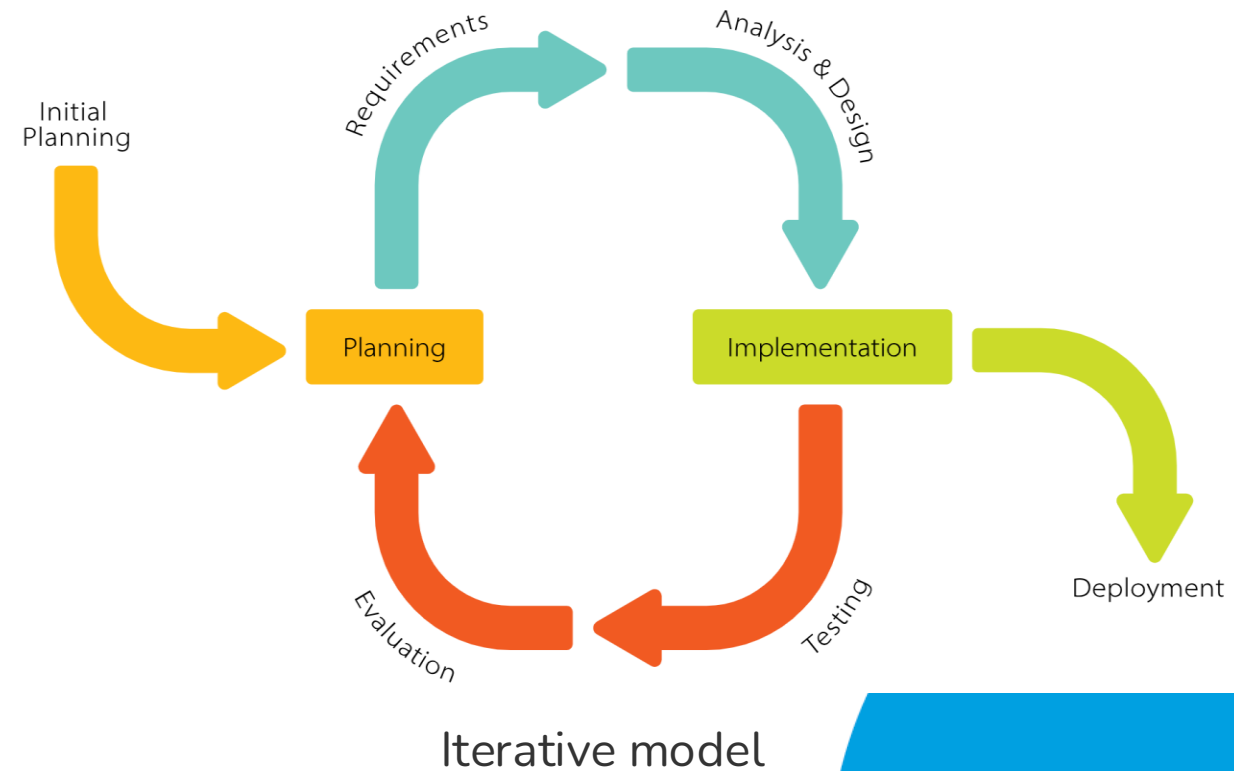 Requirements
Analysis & Design
Initial
Planning
Planning
Implementation
Deployment
Evaluation
Testing
Iterative model